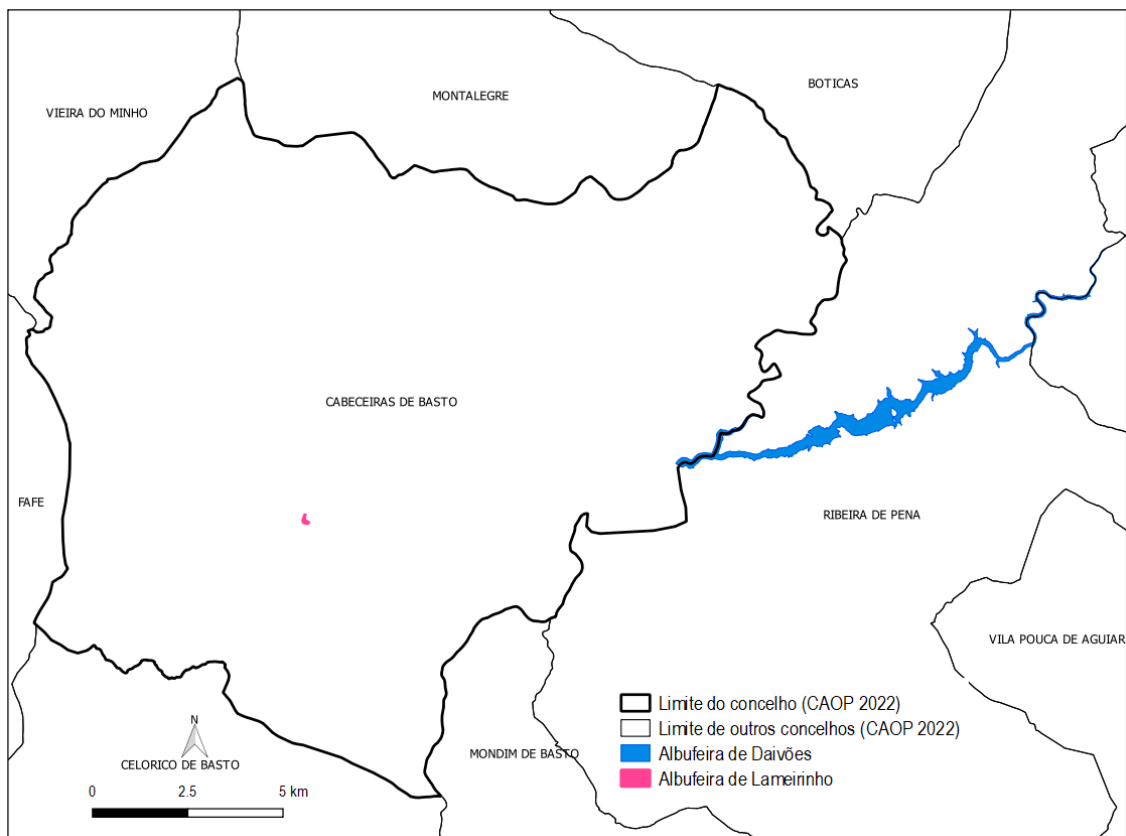 BOTICAS
MONTALEGRE
VIEIRA DO MINHO
CABECEIRAS DE BASTO
FAFE
RIBEIRA DE PENA
VILA POUCA DE AGUIAR
Limite do concelho (CAOP 2022)
Limite de outros concelhos (CAOP 2022)
Albufeira de Daivões
Albufeira de Lameirinho
N
MONDIM DE BASTO
CELORICO DE BASTO
0 2.5 5 km